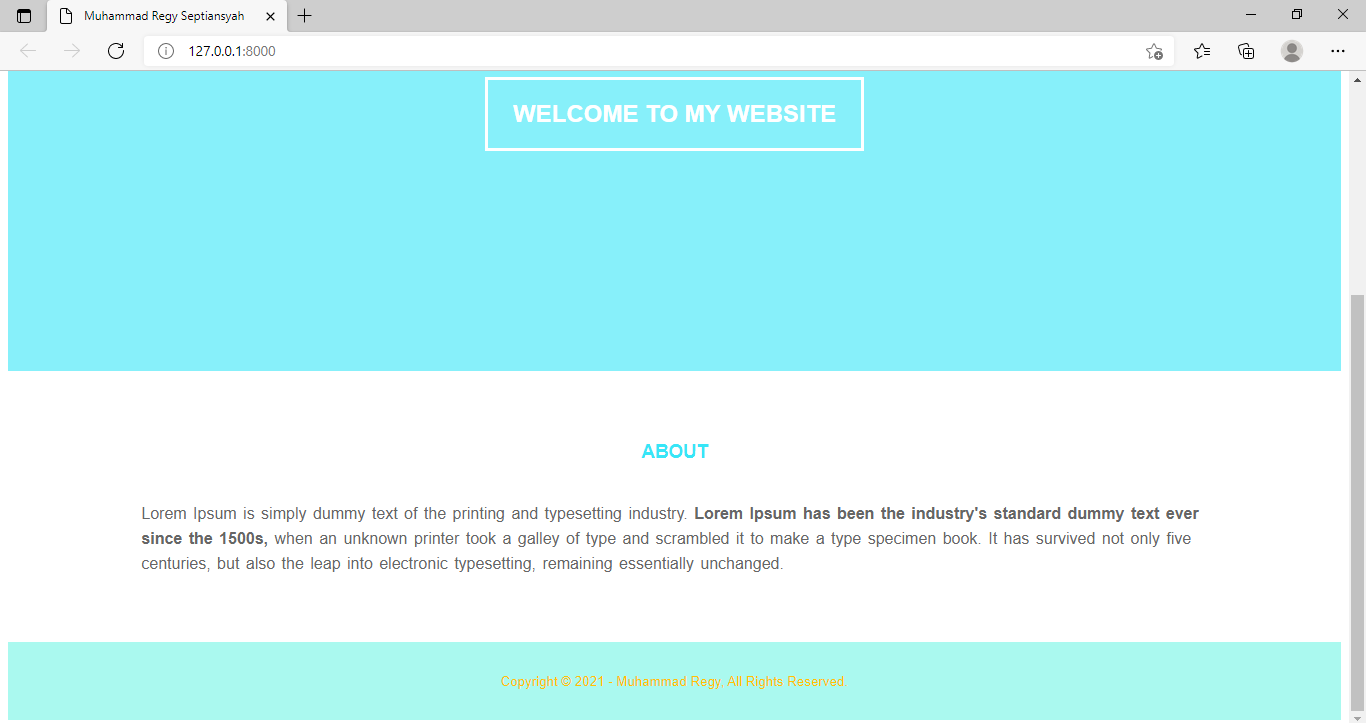 Muhammad Regy Septiansyah
127.0.0.1:8000
WELCOME TO MY WEBSITE
ABOUT
Lorem Ipsum is simply dummy text of the printing and typesetting industry. Lorem Ipsum has been the industry's standard dummy text ever
since the 1500s, when an unknown printer took a galley of type and scrambled it to make a type specimen book. It has survived not only five
centuries, but also the leap into electronic typesetting, remaining essentially unchanged.
Copyright © 2021 - Muhammad Regy, All Rights Reserved.